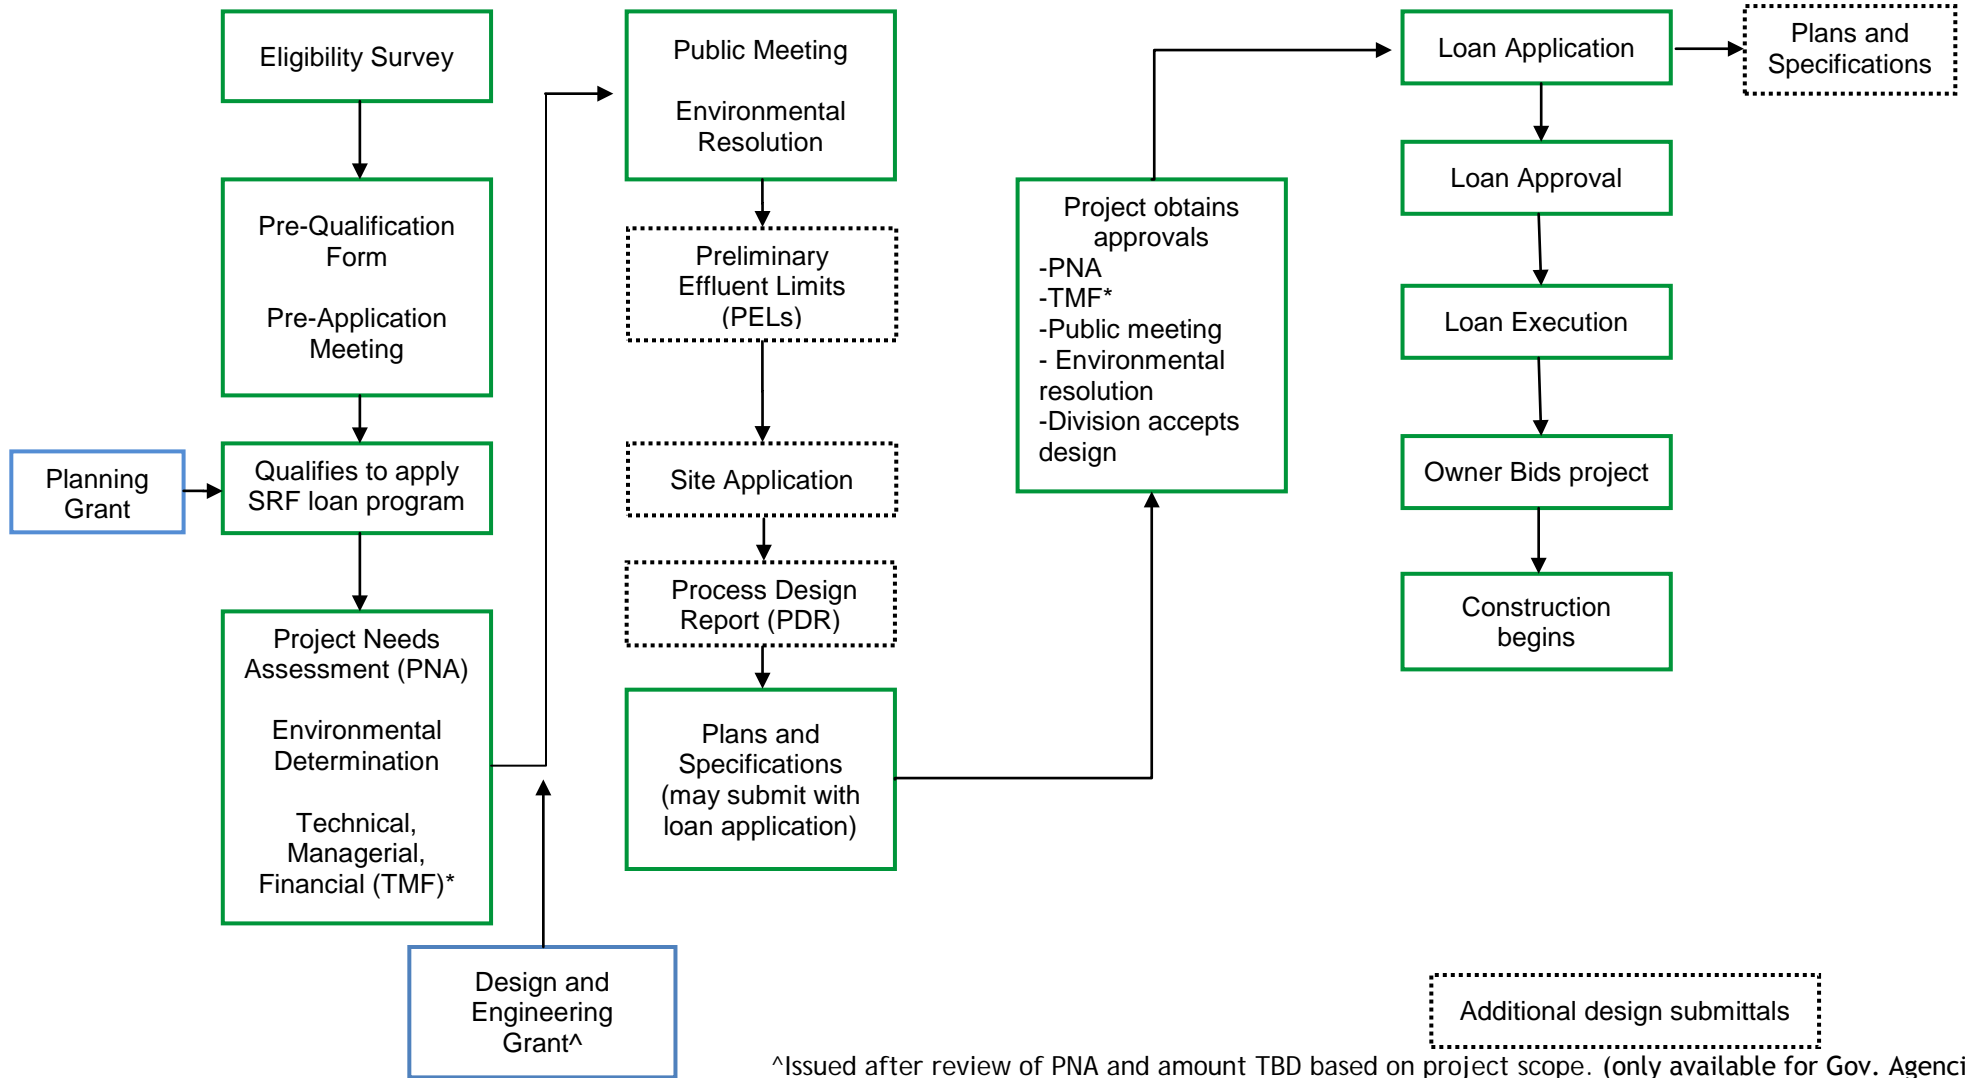 Eligibility Survey
Pre-Qualification
Form
Pre-Application
Meeting
Planning
Grant
Qualifies to apply
SRF loan program
Project Needs
Assessment (PNA)
Environmental
Determination
Technical,
Managerial,
Financial (TMF)*
Design and
Engineering
Grant^
Public Meeting
Environmental
Resolution
Preliminary
Effluent Limits
(PELs)
Site Application
Process Design
Report (PDR)
Plans and
Specifications
(may submit with
loan application)
Project obtains
approvals
-PNA
-TMF*
-Public meeting
- Environmental
resolution
-Division accepts
design
Loan Application
Plans and
Specifications
Loan Approval
Loan Execution
Owner Bids project
Construction
begins
Additional design submittals
^Issued after review of PNA and amount TBD based on project scope. (only available for Gov. Agenci